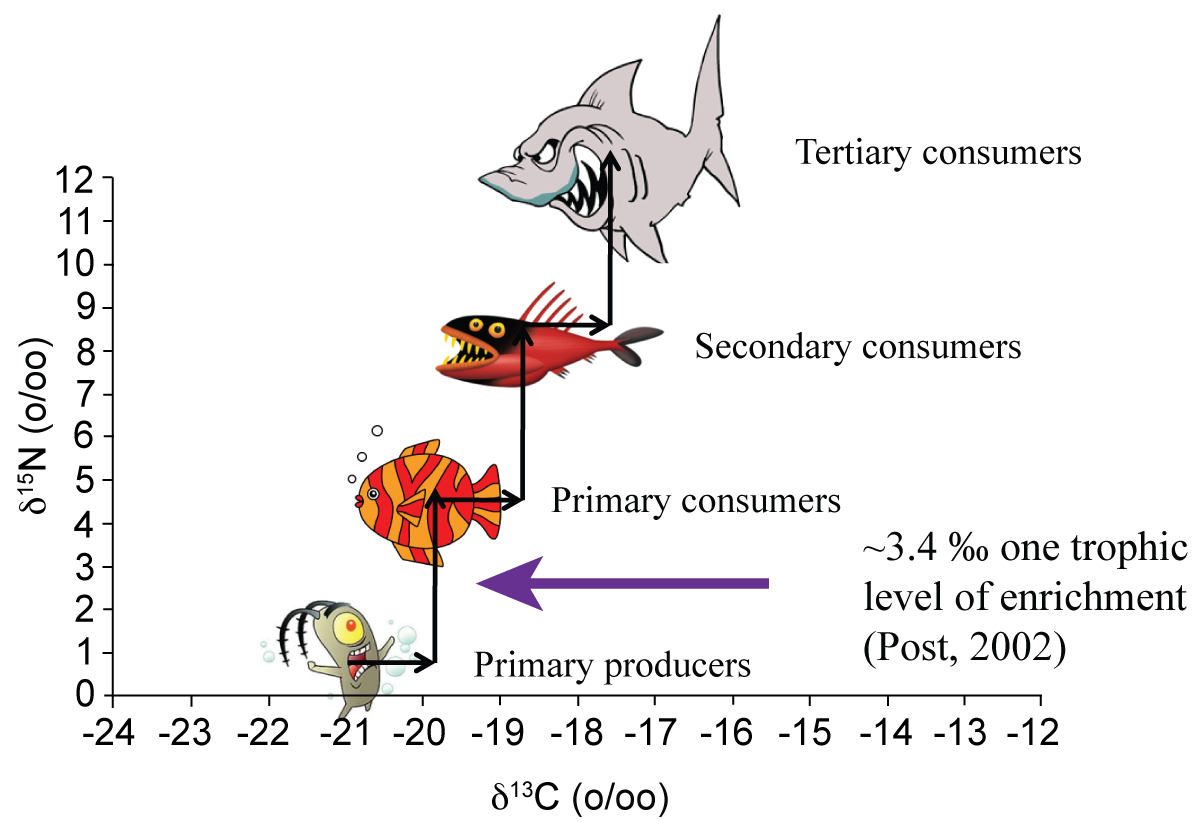 Tertiary consumers
12
11
10
9
8
7
6
5
4
3
2
1
0
δ15N (o/oo)
Secondary consumers
Primary consumers
~3.4 ‰ one trophic
level of enrichment
(Post, 2002)
Primary producers
-24 -23 -22 -21 -20 -19 -18 -17 -16 -15 -14 -13 -12
δ13C (o/oo)